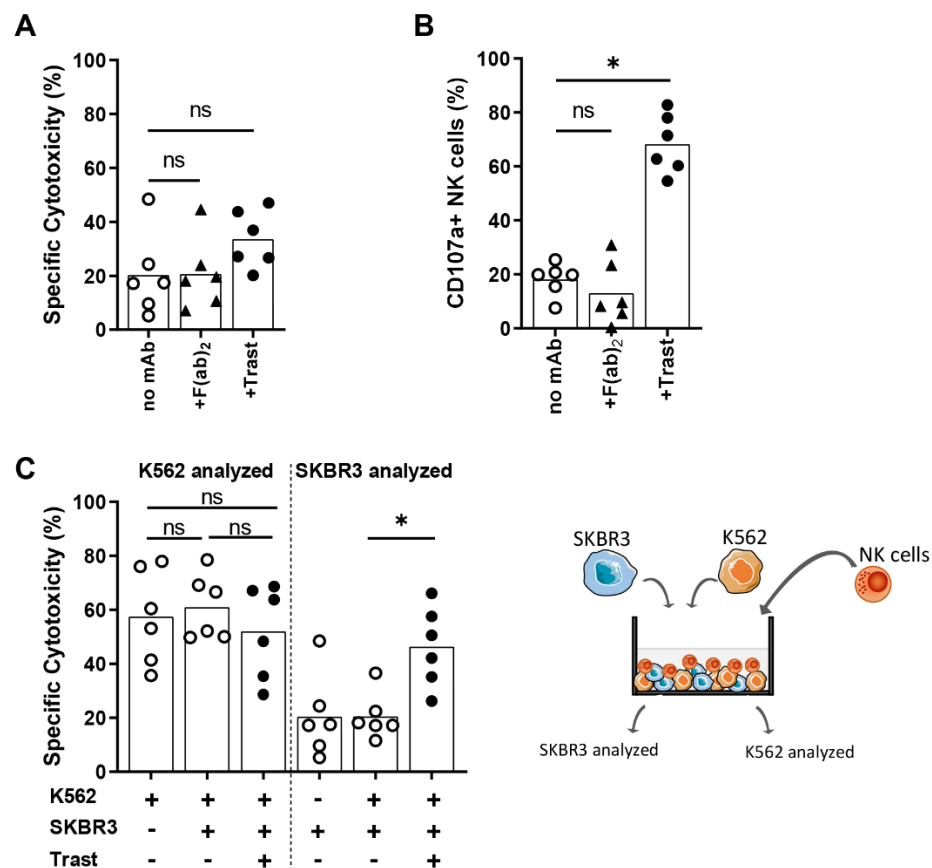 A
Specific Cytotoxicity (%)
100
80
60
40
20
0
ns
ns
no mAb
+F(ab)₂
+Trast
B
CD107a+ NK cells (%)
100
80
60
40
20
0
*
ns
no mAb
+F(ab)₂
+Trast
C
K562 analyzed
SKBR3 analyzed
Specific Cytotoxicity (%)
100
80
60
40
20
0
ns
ns
ns
*
K562 + + + - + +
SKBR3 - + + + + +
Trast - - + - - +
SKBR3
K562
NK cells
SKBR3 analyzed
K562 analyzed